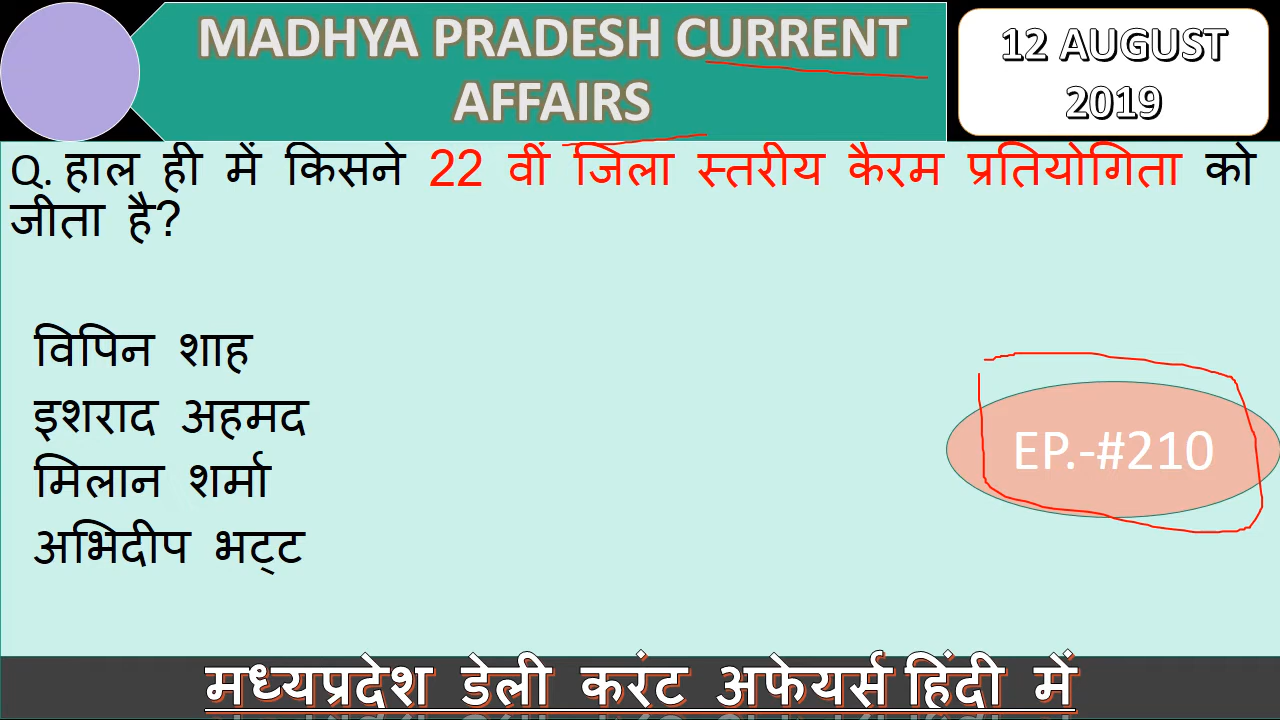 MADHYA PRADESH CURRENT
AFFAIRS
12 AUGUST
2019
Q. हाल ही में किसने 22 वीं जिला स्तरीय कैरम प्रतियोगिता को
जीता है?
विपिन शाह
इशराद अहमद
मिलान शर्मा
अभिदीप भट्ट
EP.-#210
मध्यप्रदेश डेली करंट अफेयर्स हिंदी में